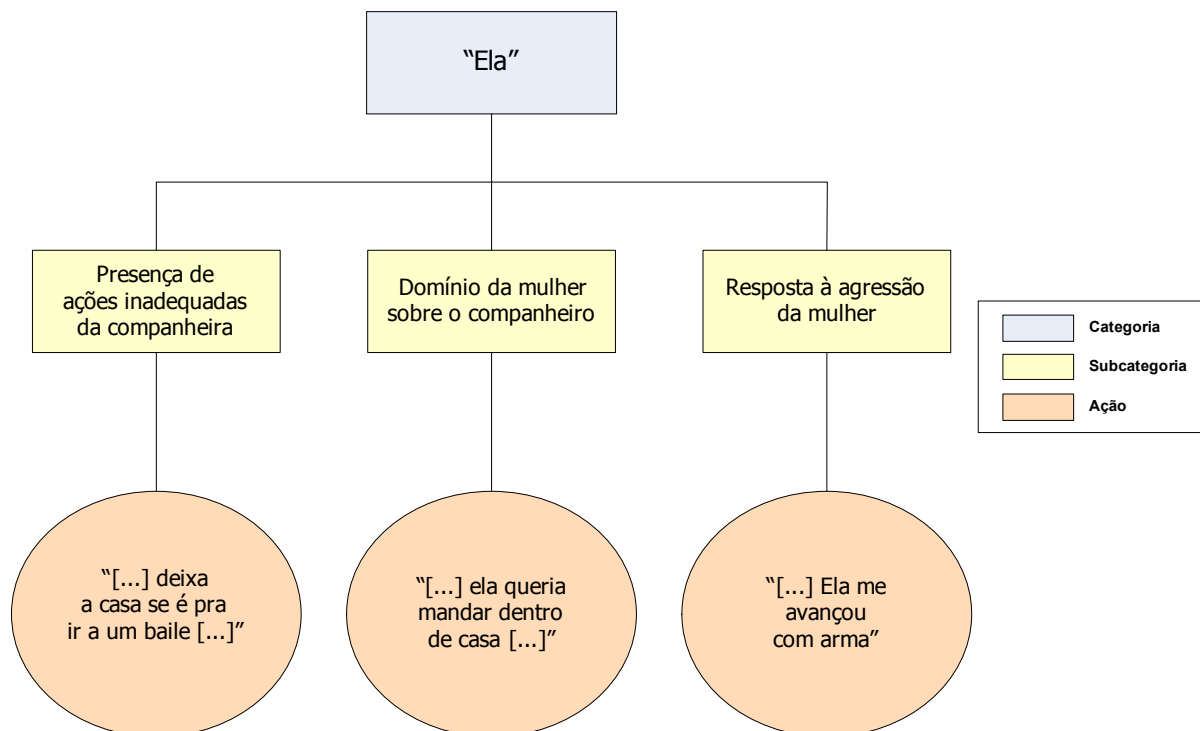 “Ela”
Presença de
ações inadequadas
da companheira
Domínio da mulher
sobre o companheiro
Resposta à agressão
da mulher
Categoria
Subcategoria
Ação
“[...] deixa
a casa se é pra
ir a um baile [...]”
“[...] ela queria
mandar dentro
de casa [...]”
“[...] Ela me
avançou
com arma”